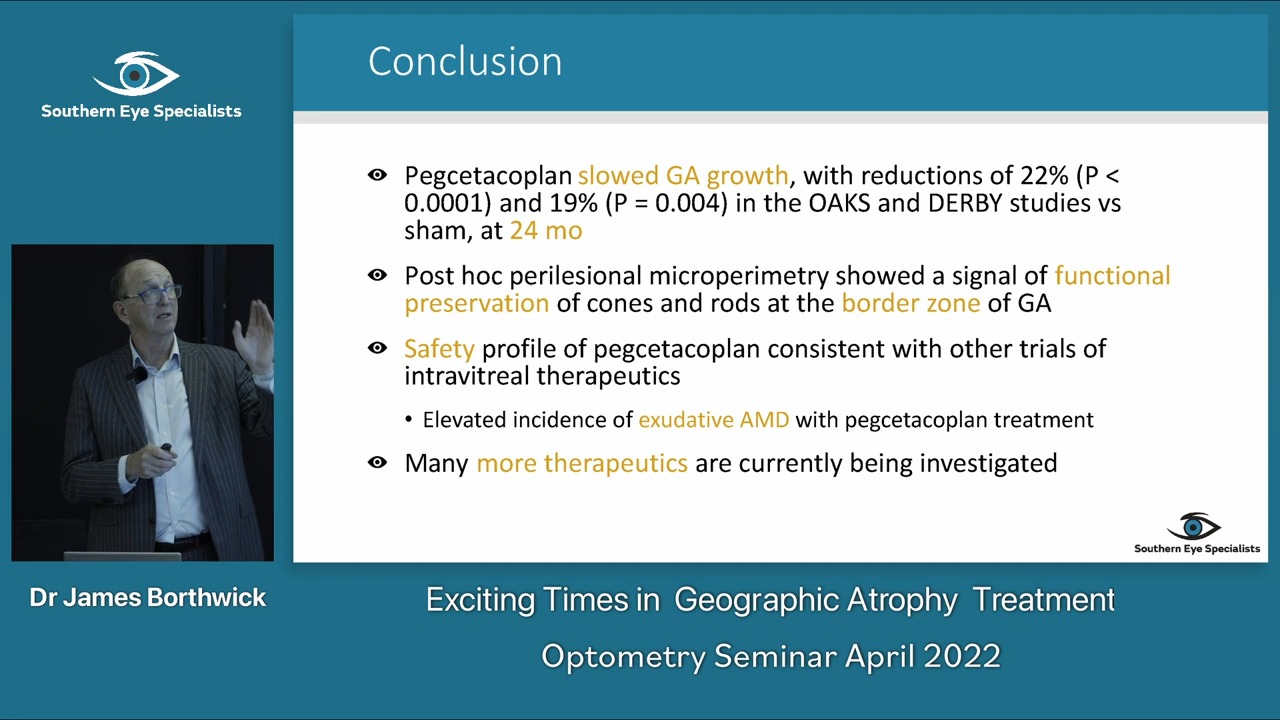 Southern Eye Specialists
Conclusion
Pegcetacoplan slowed GA growth, with reductions of 22% (P <
0.0001) and 19% (P = 0.004) in the OAKS and DERBY studies vs
sham, at 24 mo
Post hoc perilesional microperimetry showed a signal of functional
preservation of cones and rods at the border zone of GA
Safety profile of pegcetacoplan consistent with other trials of
intravitreal therapeutics
• Elevated incidence of exudative AMD with pegcetacoplan treatment
Many more therapeutics are currently being investigated
Southern Eye Specialists
Dr James Borthwick
Exciting Times in Geographic Atrophy Treatment
Optometry Seminar April 2022